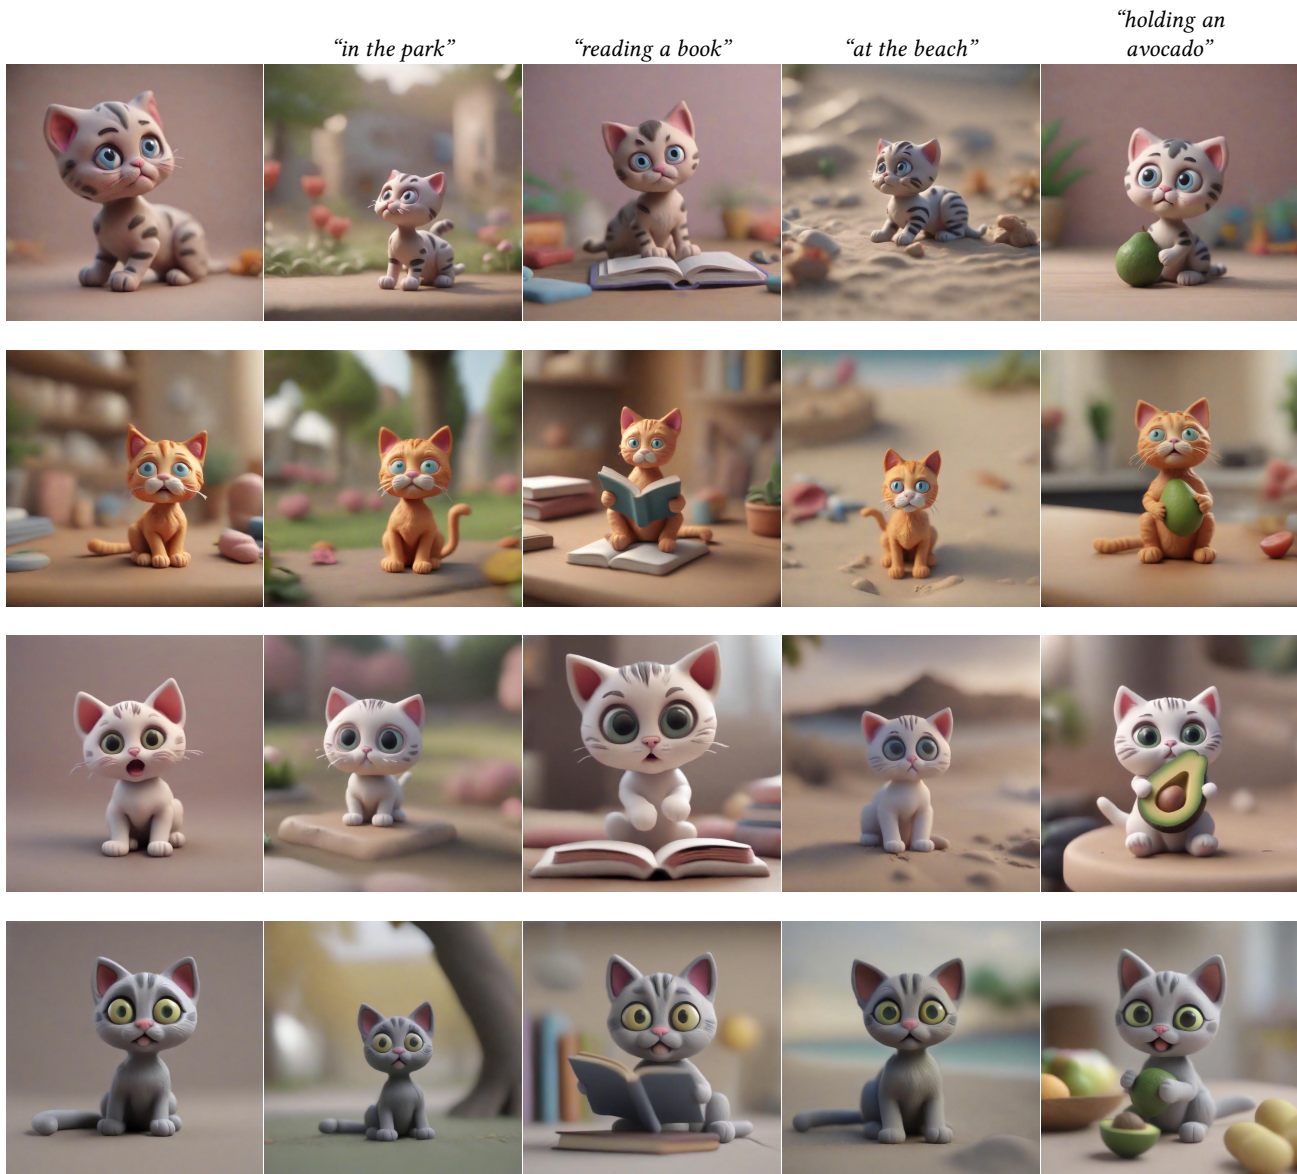 “in the park”
“reading a book”
“at the beach”
“holding an
avocado”